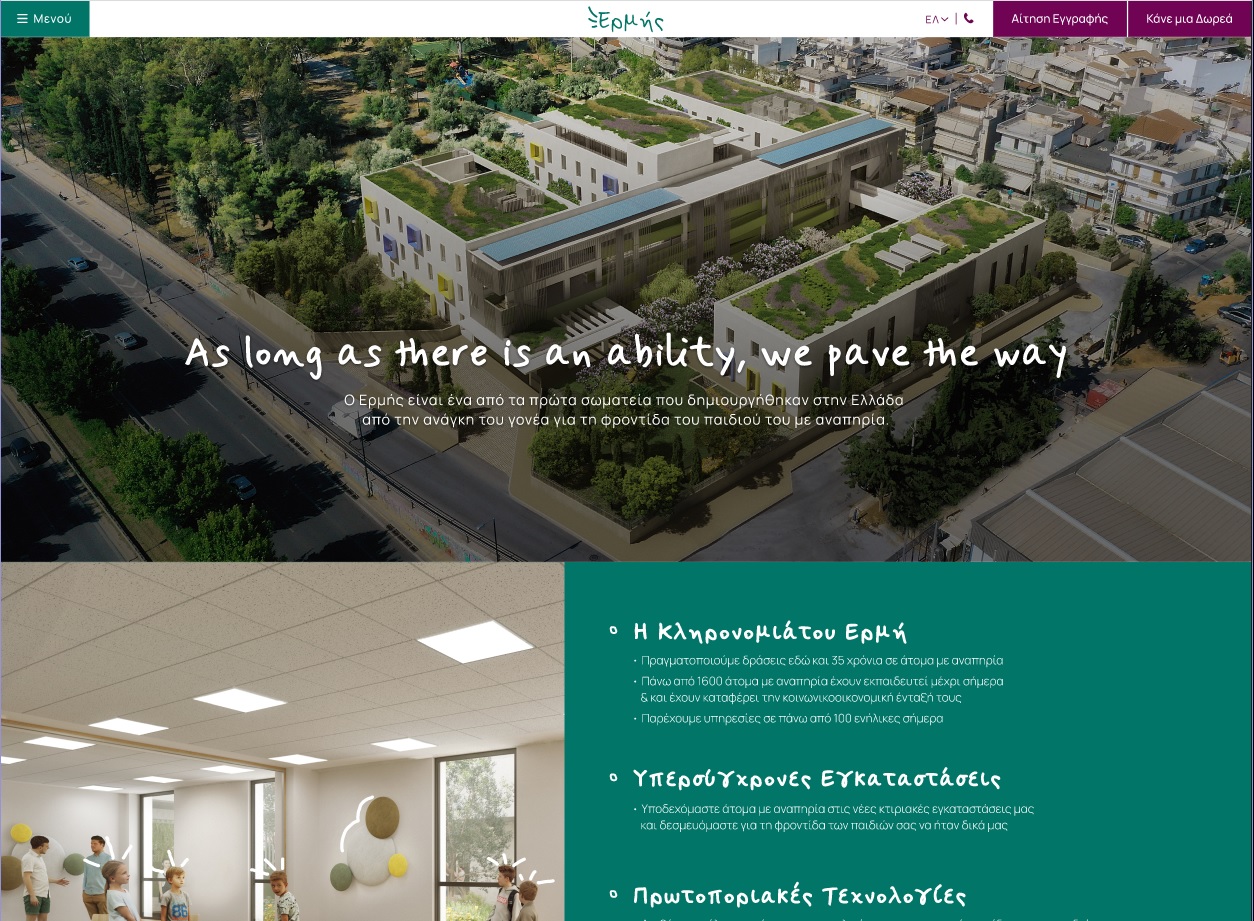 Μενού
Ερμής
ΕΛ
Αίτηση Εγγραφής
Κάνε μια Δωρεά
As long as there is an ability, we pave the way
Ο Ερμής είναι ένα από τα πρώτα σωματεία που δημιουργήθηκαν στην Ελλάδα
από την ανάγκη του γονέα για τη φροντίδα του παιδιού του με αναπηρία.
Η Κληρονομιάτου Ερμή
· Πραγματοποιούμε δράσεις εδώ και 35 χρόνια σε άτομα με αναπηρία
· Πάνω από 1600 άτομα με αναπηρία έχουν εκπαιδευτεί μέχρι σήμερα
& και έχουν καταφέρει την κοινωνικοοικονομική ένταξή τους
· Παρέχουμε υπηρεσίες σε πάνω από 100 ενήλικες σήμερα
Υπερσύγχρονες Εγκαταστάσεις
· Υποδεχόμαστε άτομα με αναπηρία στις νέες κτιριακές εγκαταστάσεις μας
και δεσμευόμαστε για τη φροντίδα των παιδιών σας να ήταν δικά μας
Πρωτοποριακές Τεχνολογίες